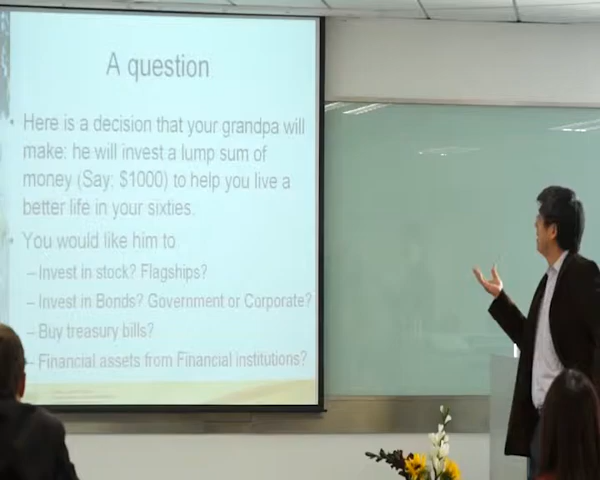 A question
• Here is a decision that your grandpa will
make: he will invest a lump sum of
money (Say: $1000) to help you live a
better life in your sixties.
• You would like him to
– Invest in stock? Flagships?
– Invest in Bonds? Government or Corporate?
– Buy treasury bills?
– Financial assets from Financial institutions?